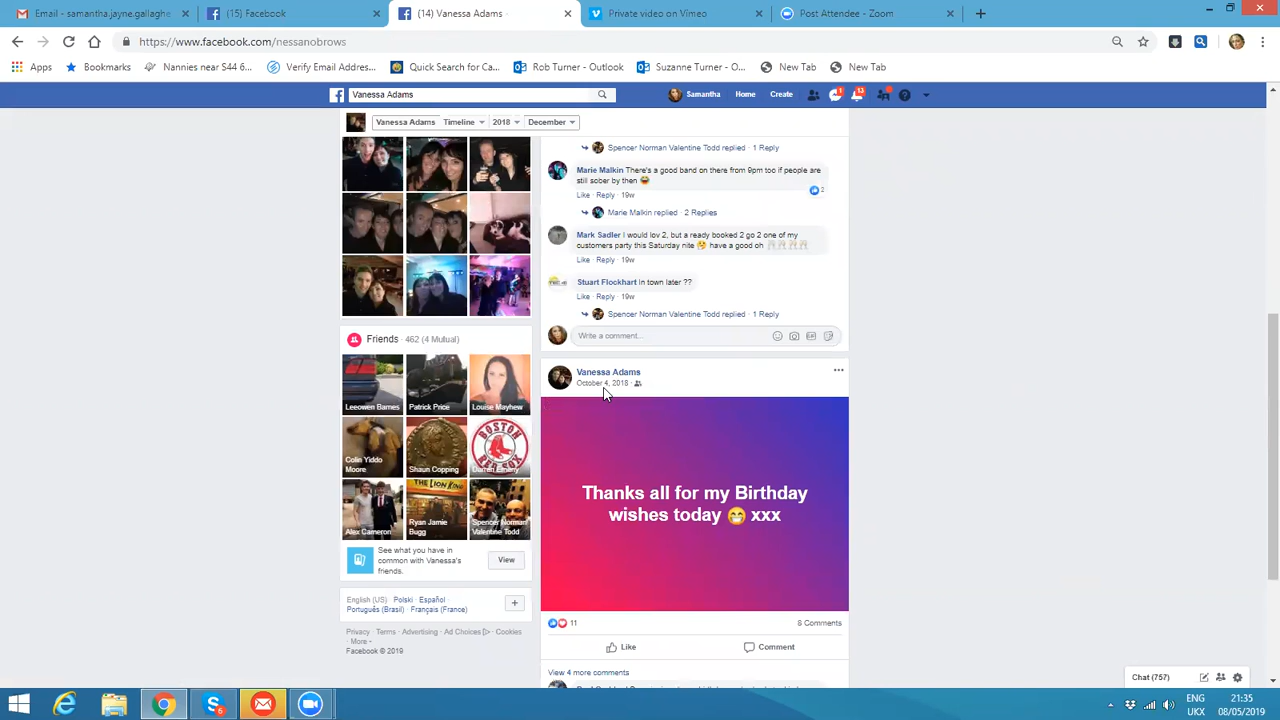 Email - samantha.jayne.gallaghe
(15) Facebook
(14) Vanessa Adams
Private video on Vimeo
Post Attendee - Zoom
https://www.facebook.com/nessanobrows
Apps
Bookmarks
Nannies near S44 6...
Verify Email Addres...
Quick Search for Ca...
Rob Turner - Outlook
Suzanne Turner - O...
New Tab
New Tab
Vanessa Adams
Samantha
Home
Create
1
13
Vanessa Adams
Timeline
2018
December
Spencer Norman Valentine Todd replied · 1 Reply
Marie Malkin There's a good band on there from 9pm too if people are
still sober by then
2
Like · Reply · 19w
Marie Malkin replied · 2 Replies
Mark Sadler I would lov 2, but a ready booked 2 go 2 one of my
customers party this Saturday nite have a good oh
Like · Reply · 19w
Stuart Flockhart in town later ??
Like · Reply · 19w
Spencer Norman Valentine Todd replied · 1 Reply
Write a comment...
Friends · 462 (4 Mutual)
Leeowen Barnes
Patrick Price
Louise Mayhew
Colin Yiddo
Moore
Shaun Copping
BOSTON
RED SOX
THE LION KING
Alex Cameron
Ryan Jamie
Bugg
Spencer Norman
Valentine Todd
See what you have in
common with Vanessa's
friends.
View
English (US) · Polski · Español ·
Português (Brasil) · Français (France)
Privacy · Terms · Advertising · Ad Choices · Cookies
· More
Facebook © 2019
Vanessa Adams
October 4, 2018
Thanks all for my Birthday
wishes today 😁 xxx
11
8 Comments
Like
Comment
View 4 more comments
Chat (757)
6
ENG
UKX
21:35
08/05/2019